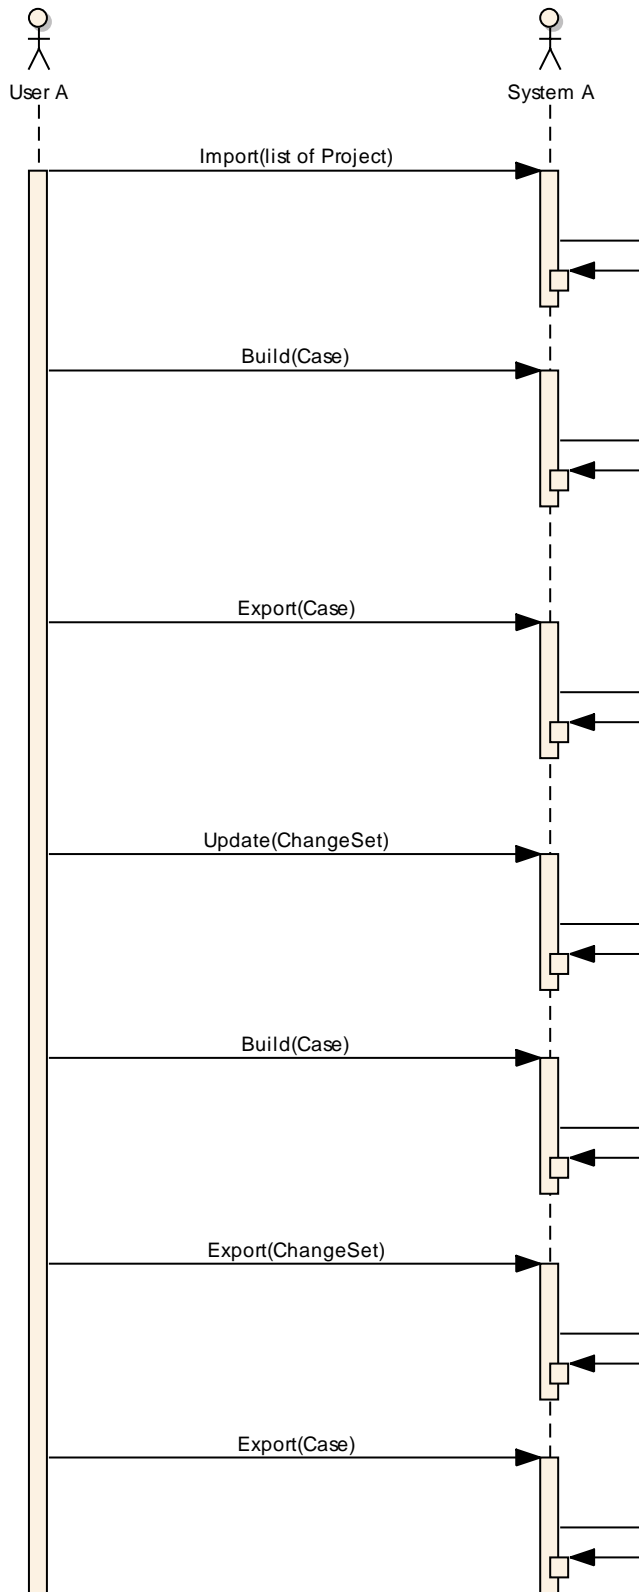 User A
System A
Import(list of Project)
Build(Case)
Export(Case)
Update(ChangeSet)
Build(Case)
Export(ChangeSet)
Export(Case)